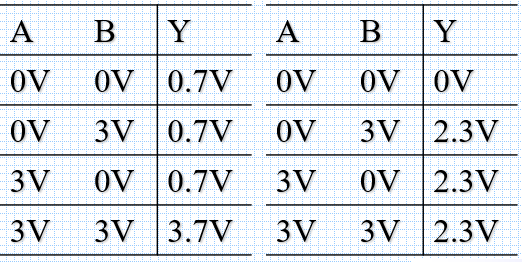 A B Y A B Y
0V 0V 0.7V 0V 0V 0V
0V 3V 0.7V 0V 3V 2.3V
3V 0V 0.7V 3V 0V 2.3V
3V 3V 3.7V 3V 3V 2.3V